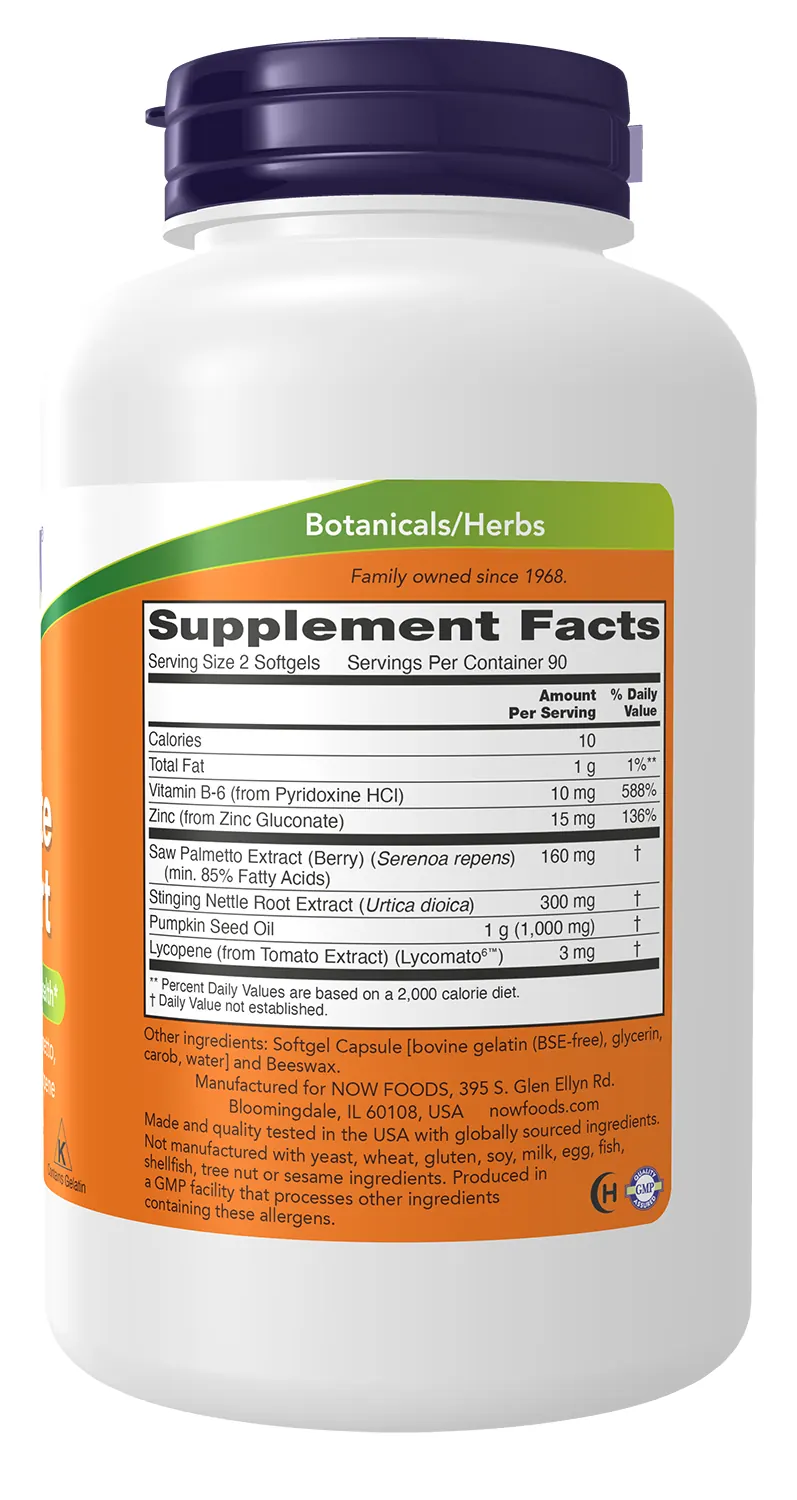 Botanicals/Herbs
Family owned since 1968.
Supplement Facts
Serving Size 2 Softgels Servings Per Container 90
Amount Per Serving % Daily Value
Calories 10
Total Fat 1 g 1%**
Vitamin B-6 (from Pyridoxine HCl) 10 mg 588%
Zinc (from Zinc Gluconate) 15 mg 136%
Saw Palmetto Extract (Berry) (Serenoa repens) 160 mg †
(min. 85% Fatty Acids)
Stinging Nettle Root Extract (Urtica dioica) 300 mg †
Pumpkin Seed Oil 1 g (1,000 mg) †
Lycopene (from Tomato Extract) (Lycomato6™) 3 mg †
** Percent Daily Values are based on a 2,000 calorie diet.
† Daily Value not established.
Other ingredients: Softgel Capsule [bovine gelatin (BSE-free), glycerin,
carob, water] and Beeswax.
Manufactured for NOW FOODS, 395 S. Glen Ellyn Rd.
Bloomingdale, IL 60108, USA nowfoods.com
Made and quality tested in the USA with globally sourced ingredients.
Not manufactured with yeast, wheat, gluten, soy, milk, egg, fish,
shellfish, tree nut or sesame ingredients. Produced in
a GMP facility that processes other ingredients
containing these allergens.
K
Contains Gelatin
H
QUALITY
GMP
ASSURED